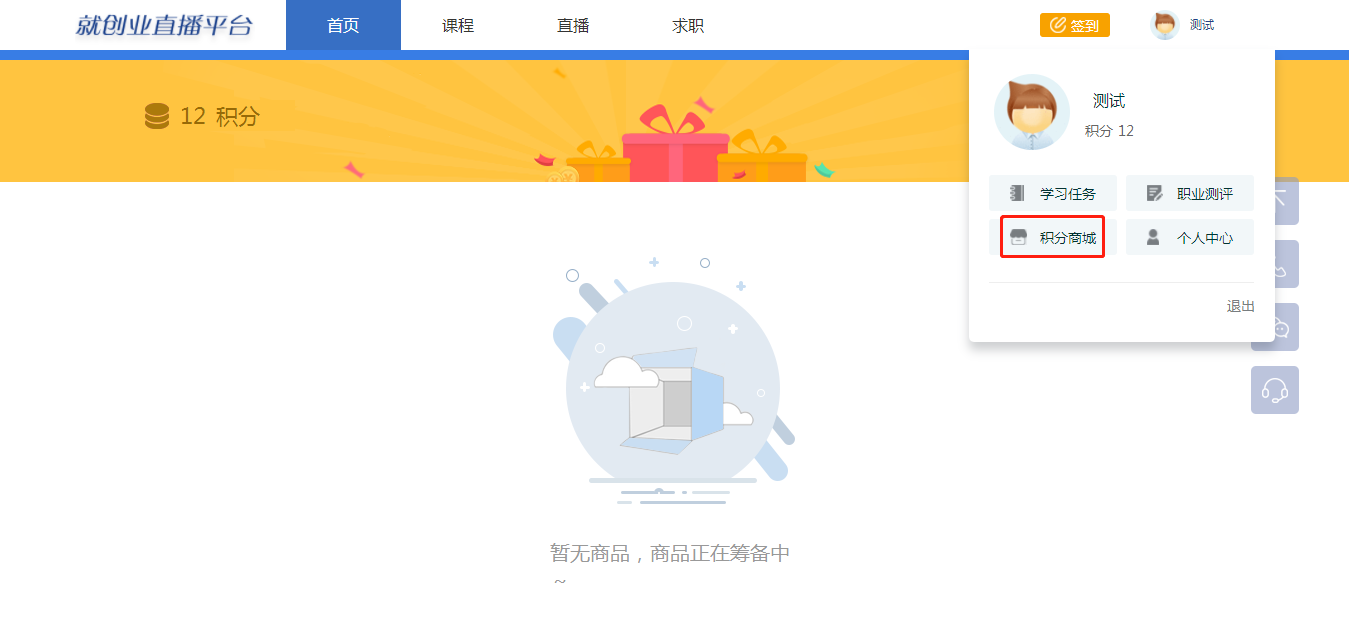 就创业直播平台 首页 课程 直播 求职 签到 测试
12 积分
测试
积分 12
学习任务 职业测评
积分商城 个人中心
退出
暂无商品，商品正在筹备中
~